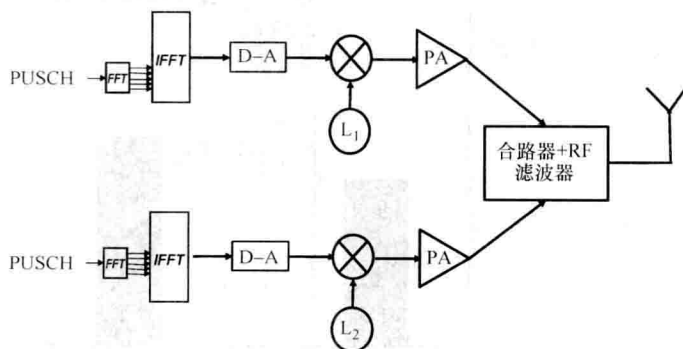 PUSCH
FFT
IFFT
D-A
L1
PA
合路器+RF
滤波器
PUSCH
FFT
IFFT
D-A
L2
PA